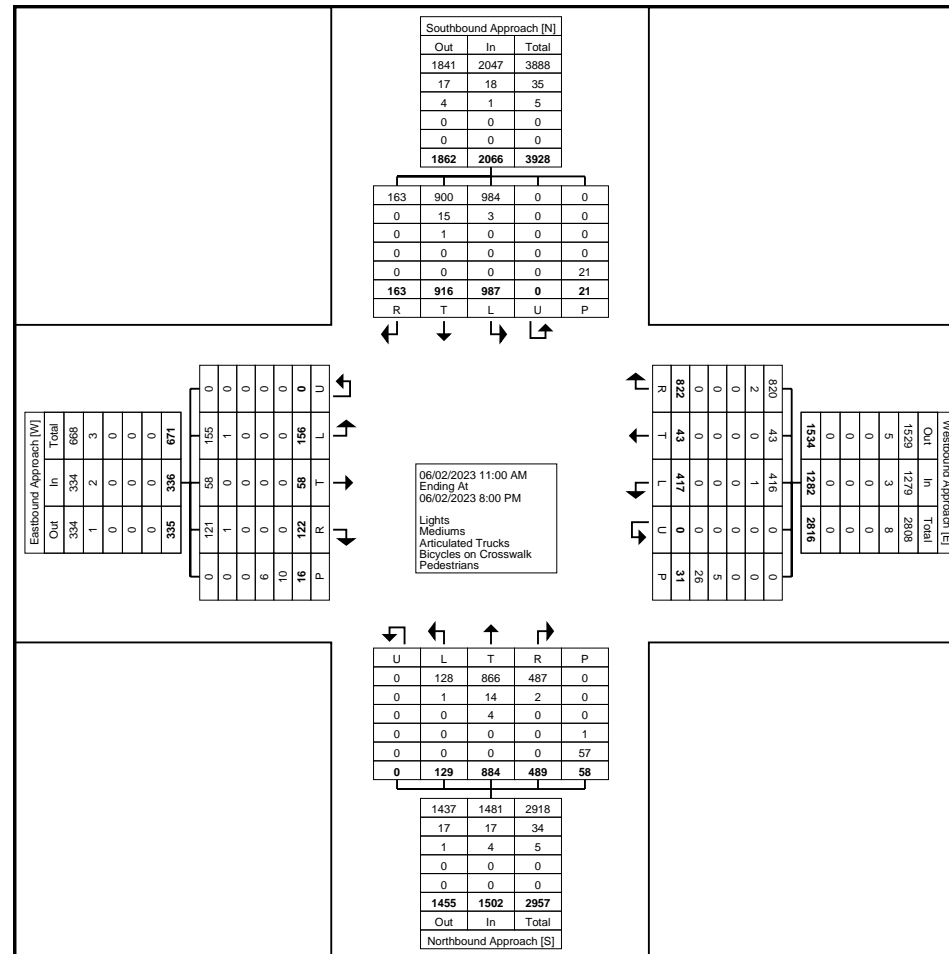 Southbound Approach [N]
Out In Total
1841 2047 3888
17 18 35
4 1 5
0 0 0
0 0 0
1862 2066 3928
163 900 984 0 0
0 15 3 0 0
0 1 0 0 0
0 0 0 0 0
0 0 0 0 21
163 916 987 0 21
R T L U P
Eastbound Approach [W]
Out In Total
334 334 668
1 2 3
0 0 0
0 0 0
0 0 0
335 336 671
0 121 58 155 0
0 1 0 1 0
0 0 0 0 0
6 0 0 0 0
10 0 0 0 0
16 122 58 156 0
P R T L U
06/02/2023 11:00 AM
Ending At
06/02/2023 8:00 PM
Lights
Mediums
Articulated Trucks
Bicycles on Crosswalk
Pedestrians
Westbound Approach [E]
Out In Total
1529 1279 2808
5 3 8
0 0 0
0 0 0
0 0 0
1534 1282 2816
820 43 416 0 0
2 0 1 0 0
0 0 0 0 0
0 0 0 0 5
0 0 0 0 26
822 43 417 0 31
R T L U P
U L T R P
0 128 866 487 0
0 1 14 2 0
0 0 4 0 0
0 0 0 0 1
0 0 0 0 57
0 129 884 489 58
1437 1481 2918
17 17 34
1 4 5
0 0 0
0 0 0
1455 1502 2957
Out In Total
Northbound Approach [S]